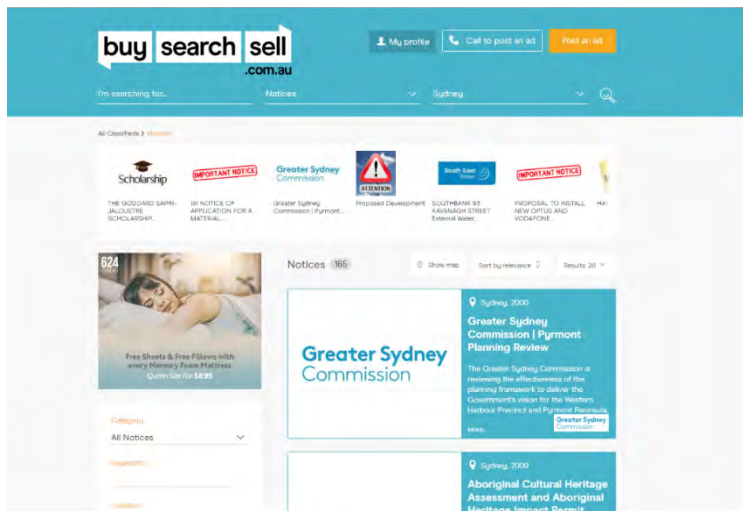 buy search sell
.com.au
My profile
Call to post an ad
Post an ad
I'm searching for...
Notices
Sydney
All Classifieds > Notices
Scholarship
IMPORTANT NOTICE
Greater Sydney
Commission
ATTENTION
South East
Water
IMPORTANT NOTICE
THE GODDARD SAPIN-
JALOUSTRE
SCHOLARSHIP...
NOTICE OF
APPLICATION FOR A
MATERIAL...
Greater Sydney
Commission | Pyrmont...
Proposed Development
SOUTHBANK 93
KAVANAGH STREET
External Water...
PROPOSAL TO INSTALL
NEW OPTUS AND
VODAFONE...
624
Free Sheets & Free Pillows with
every Memory Foam Mattress
Queen Size For $899
Notices 165
Show map
Sort by relevance
Results 20
Greater Sydney
Commission
Sydney, 2000
Greater Sydney
Commission | Pyrmont
Planning Review
The Greater Sydney Commission is
reviewing the effectiveness of the
planning framework to deliver the
Government's vision for the Western
Harbour Precinct and Pyrmont Peninsula.
More..
Greater Sydney
Commission
Category
All Notices
Keywords
Location
Sydney, 2000
Aboriginal Cultural Heritage
Assessment and Aboriginal
Heritage Impact Permit